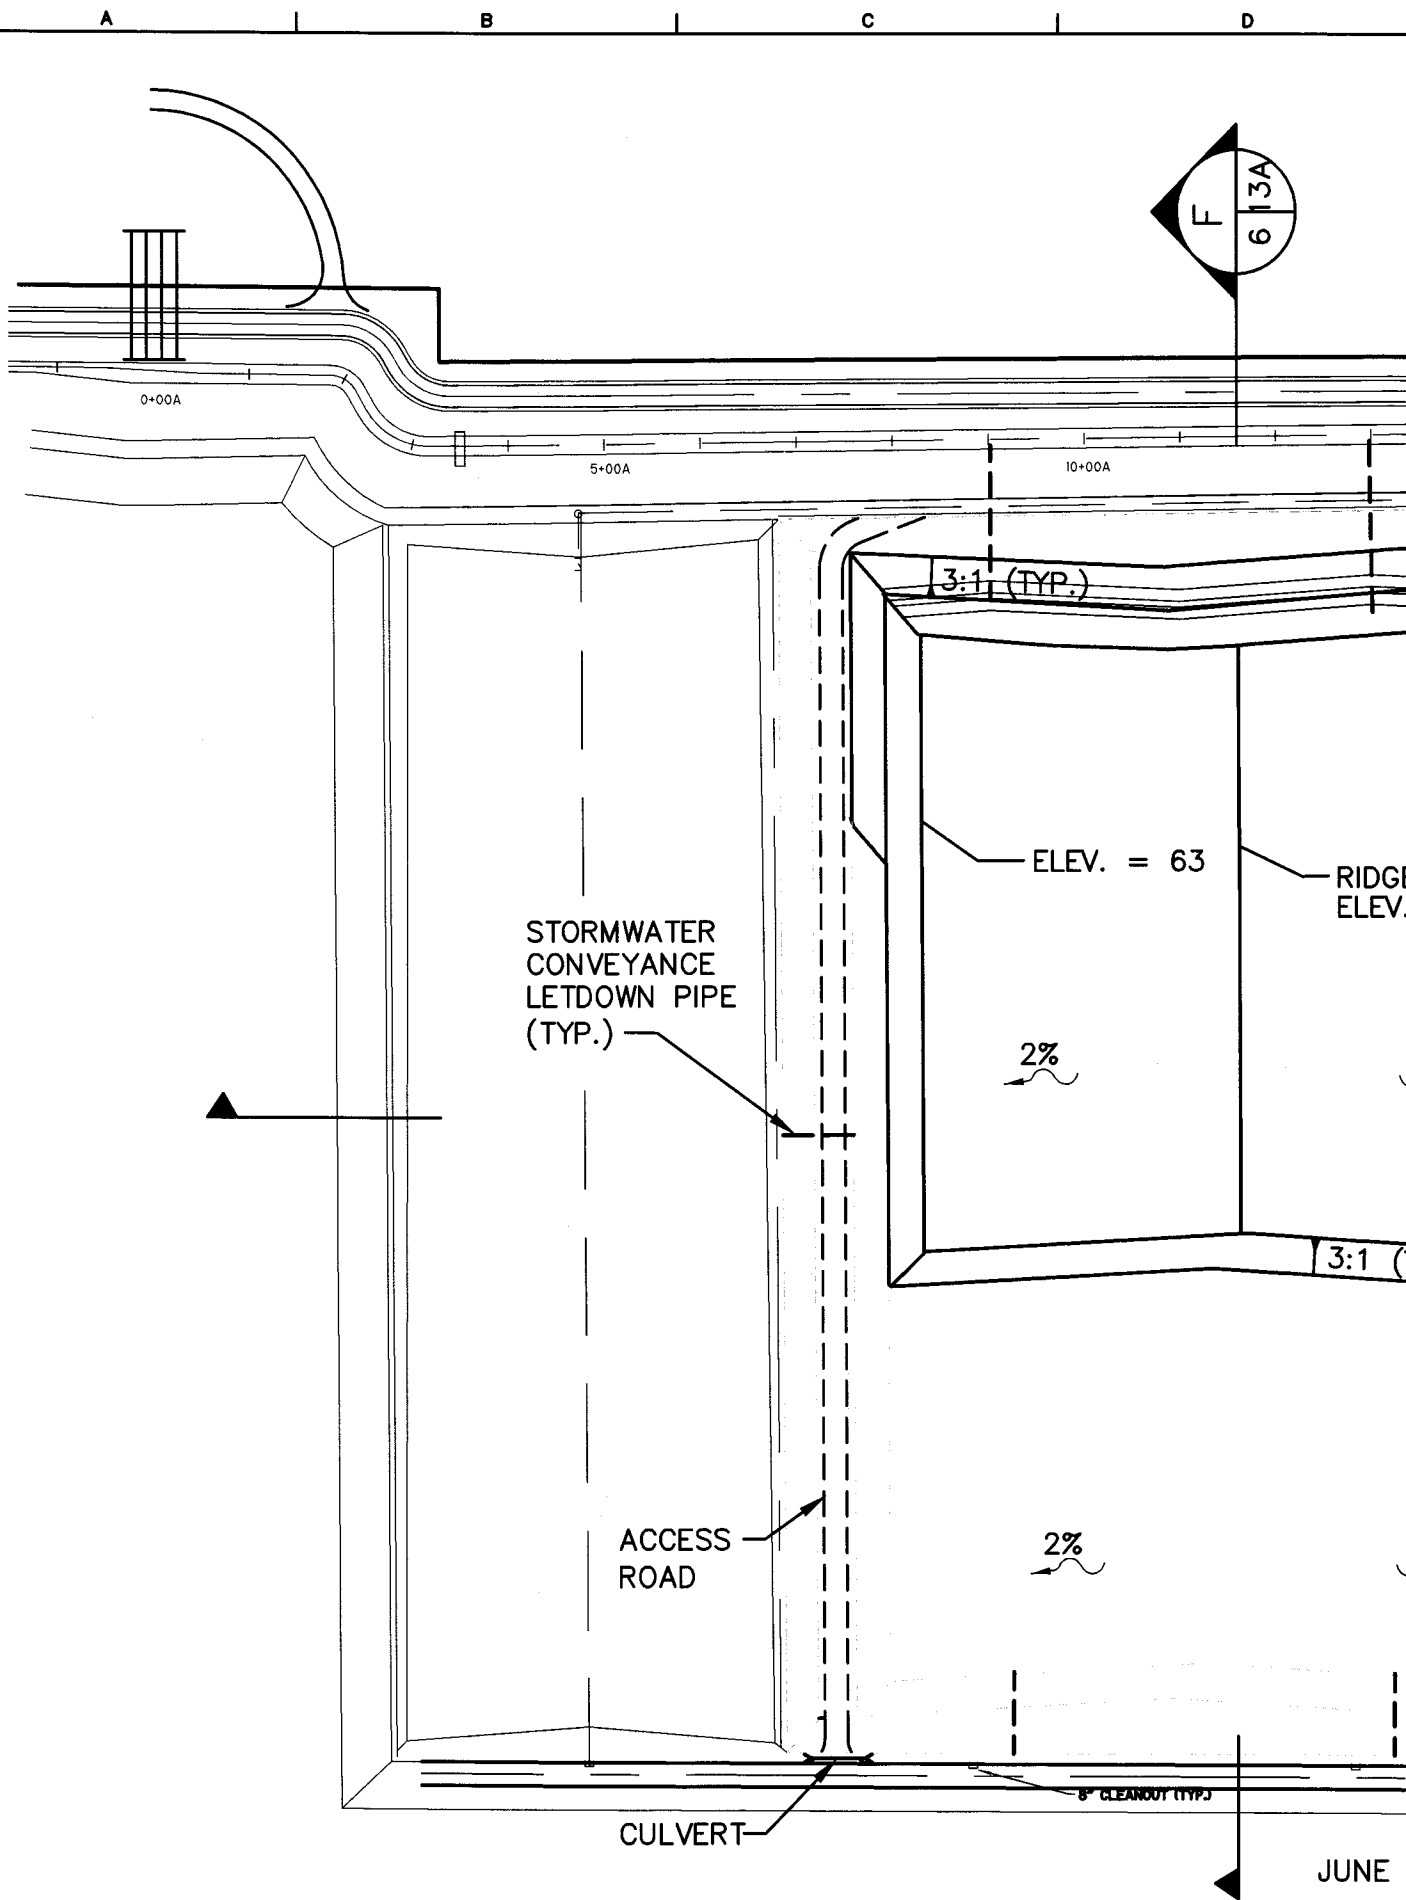 A B C D
F
6 13A
0+00A
5+00A
10+00A
3:1 (TYP.)
ELEV. = 63
RIDGE
ELEV.
STORMWATER
CONVEYANCE
LETDOWN PIPE
(TYP.)
2%
3:1 (
ACCESS
ROAD
2%
8" CLEANOUT (TYP.)
CULVERT
JUNE